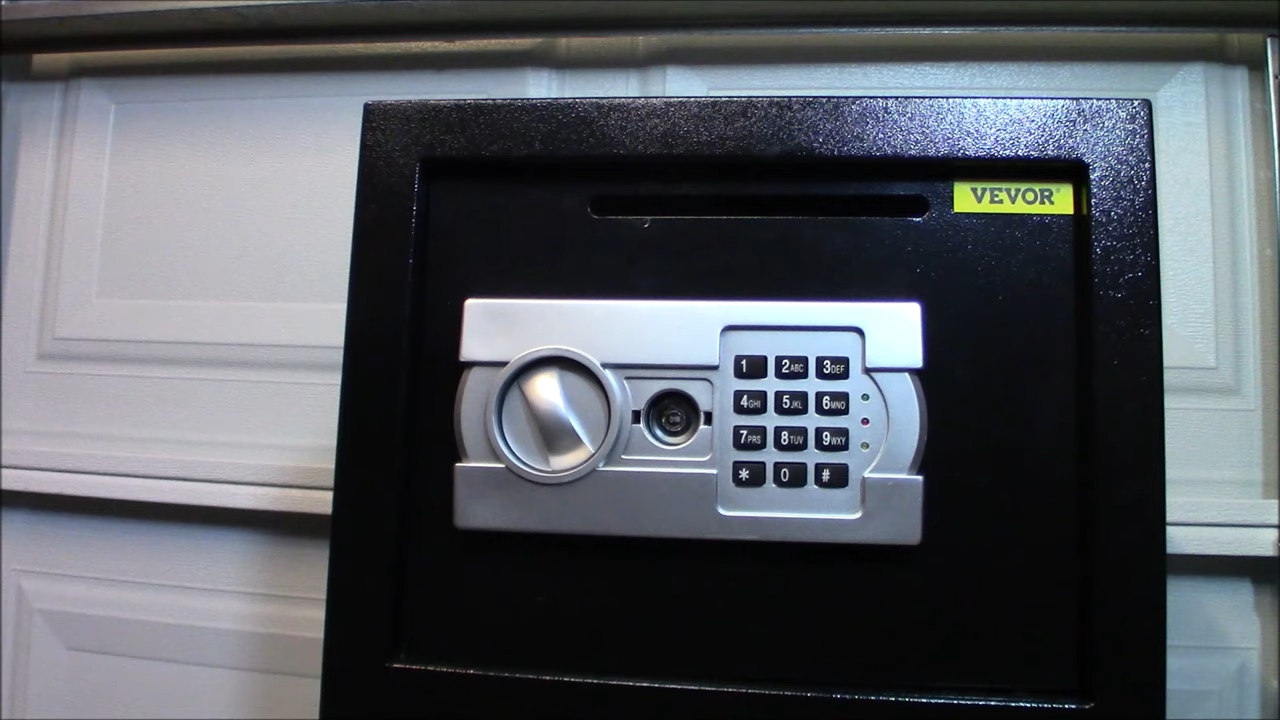 VEVOR®
1 2ABC 3DEF
4GHI 5JKL 6MNO
7PRS 8TUV 9WXY
* 0 #